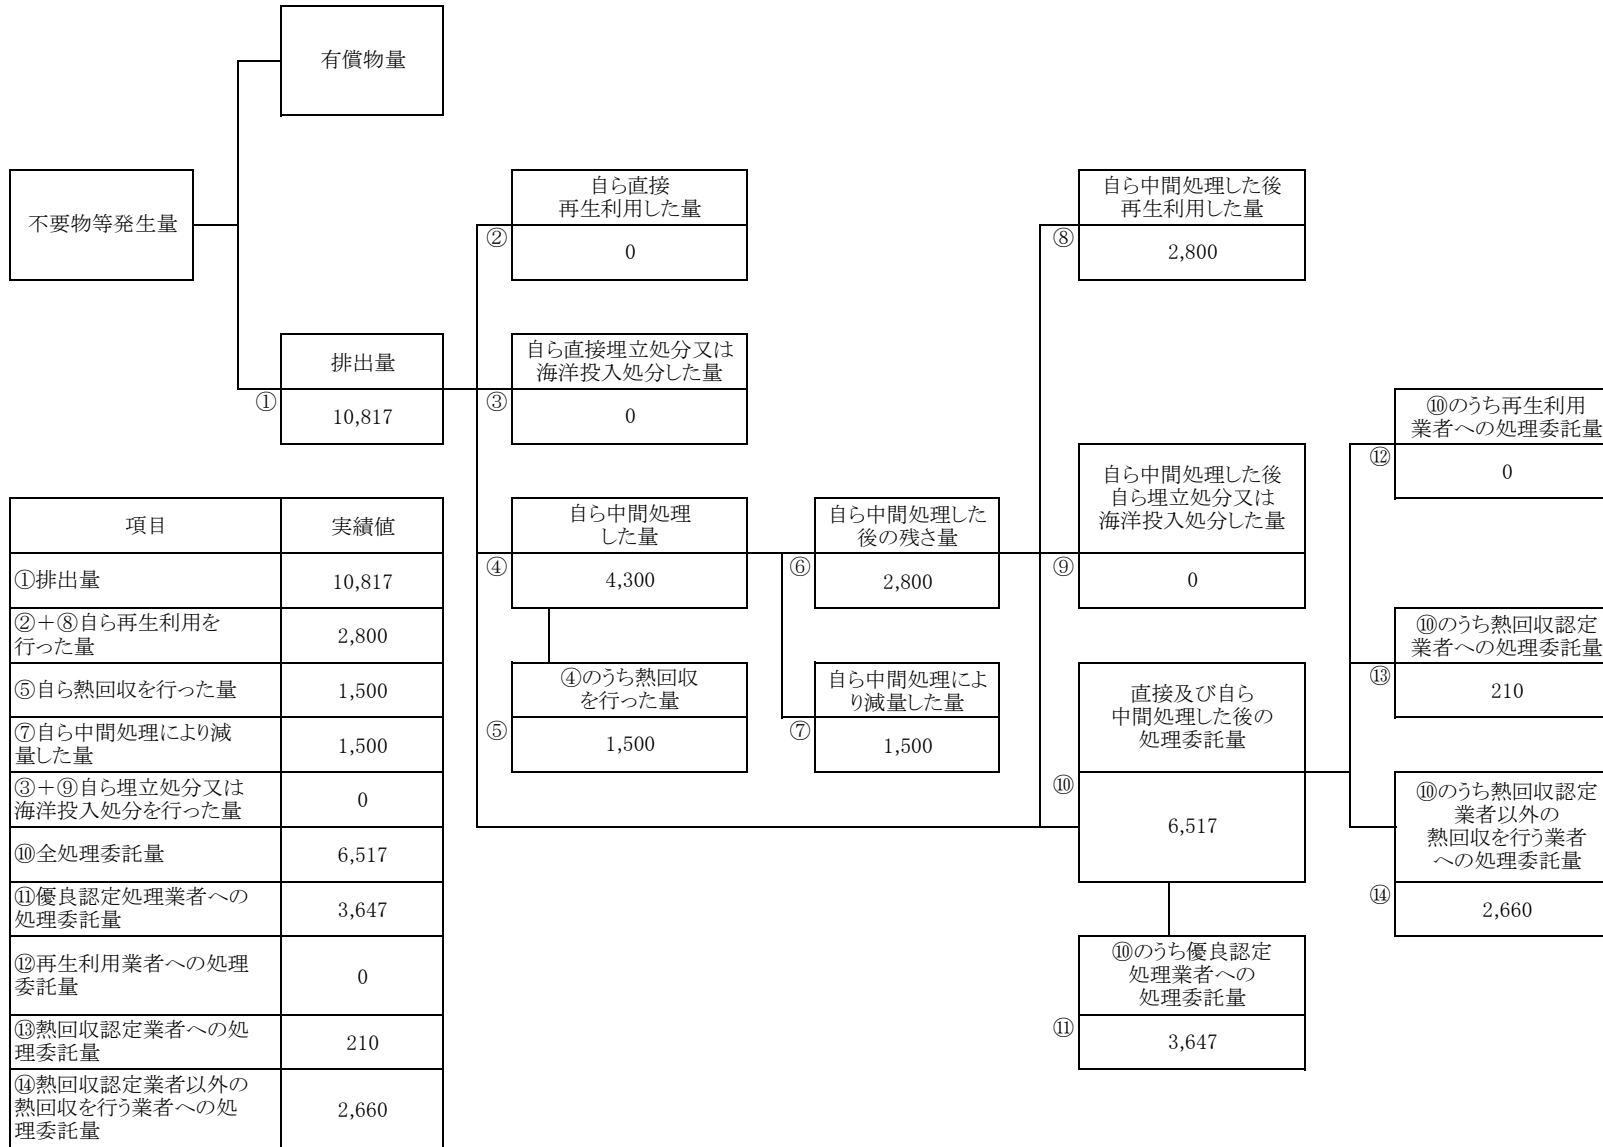 有償物量
不要物等発生量
排出量
①
10,817
自ら直接
再生利用した量
②
0
自ら直接埋立処分又は
海洋投入処分した量
③
0
自ら中間処理
した量
④
4,300
④のうち熱回収
を行った量
⑤
1,500
自ら中間処理した
後の残さ量
⑥
2,800
自ら中間処理によ
り減量した量
⑦
1,500
自ら中間処理した後
再生利用した量
⑧
2,800
自ら中間処理した後
自ら埋立処分又は
海洋投入処分した量
⑨
0
直接及び自ら
中間処理した後の
処理委託量
⑩
6,517
⑩のうち優良認定
処理業者への
処理委託量
⑪
3,647
⑩のうち再生利用
業者への処理委託量
⑫
0
⑩のうち熱回収認定
業者への処理委託量
⑬
210
⑩のうち熱回収認定
業者以外の
熱回収を行う業者
への処理委託量
⑭
2,660
項目 実績値
①排出量 10,817
②+⑧自ら再生利用を
行った量 2,800
⑤自ら熱回収を行った量 1,500
⑦自ら中間処理により減
量した量 1,500
③+⑨自ら埋立処分又は
海洋投入処分を行った量 0
⑩全処理委託量 6,517
⑪優良認定処理業者への
処理委託量 3,647
⑫再生利用業者への処理
委託量 0
⑬熱回収認定業者への処
理委託量 210
⑭熱回収認定業者以外の
熱回収を行う業者への処
理委託量 2,660